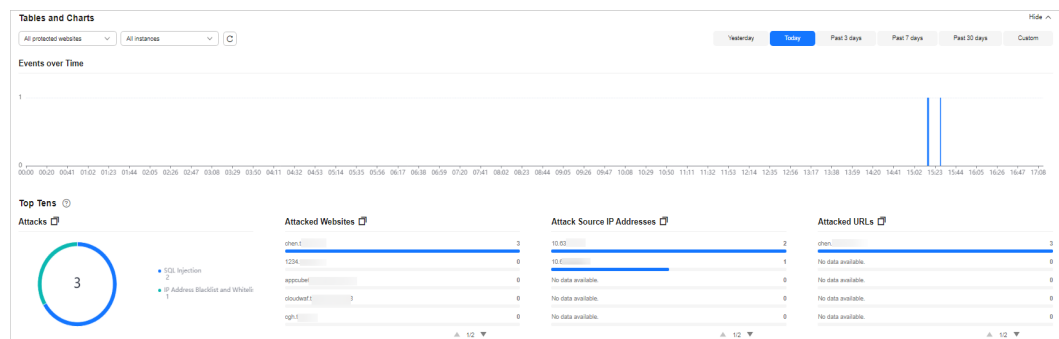 Tables and Charts
Hide
All protected websites
All instances
Yesterday
Today
Past 3 days
Past 7 days
Past 30 days
Custom
Events over Time
1
0
00:00 00:20 00:41 01:02 01:23 01:44 02:05 02:26 02:47 03:08 03:29 03:50 04:11 04:32 04:53 05:14 05:35 05:56 06:17 06:38 06:59 07:20 07:41 08:02 08:23 08:44 09:05 09:26 09:47 10:08 10:29 10:50 11:11 11:32 11:53 12:14 12:35 12:56 13:17 13:38 13:59 14:20 14:41 15:02 15:23 15:44 16:05 16:26 16:47 17:08
Top Tens
Attacks
3
SQL Injection
2
IP Address Blacklist and Whiteli
1
Attacked Websites
chen. 3
1234. 0
appcube 0
cloudwaf. 3 0
cgh. 0
1/2
Attack Source IP Addresses
10.63 2
10. 1
No data available. 0
No data available. 0
No data available. 0
1/2
Attacked URLs
chen. 3
No data available. 0
No data available. 0
No data available. 0
No data available. 0
1/2